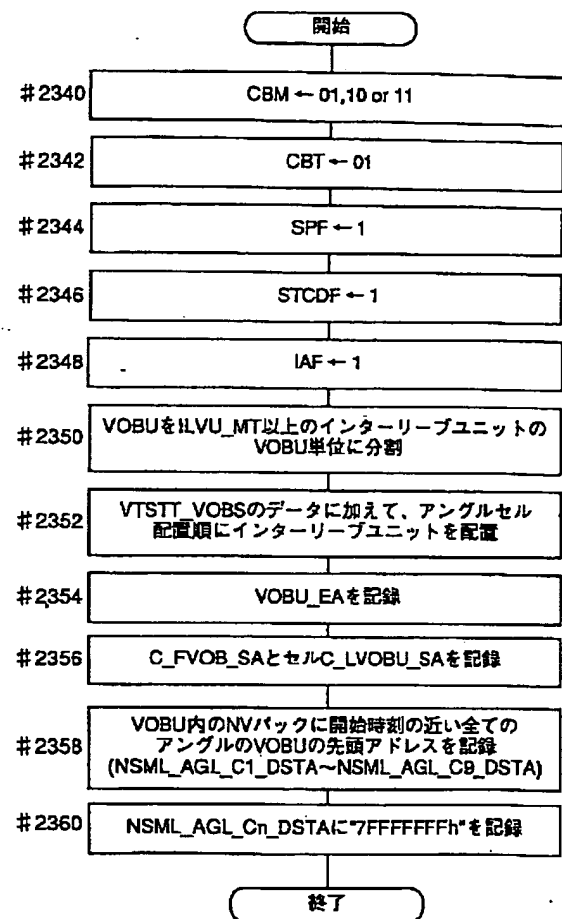 開始
#2340
CBM ← 01,10 or 11
#2342
CBT ← 01
#2344
SPF ← 1
#2346
STCDF ← 1
#2348
IAF ← 1
#2350
VOBUをILVU_MT以上のインターリーブユニットの
VOBU単位に分割
#2352
VTSTT_VOBSのデータに加えて、アングルセル
配置順にインターリーブユニットを配置
#2354
VOBU_EAを記録
#2356
C_FVOB_SAとセルC_LVOBU_SAを記録
#2358
VOBU内のNVパックに開始時刻の近い全ての
アングルのVOBUの先頭アドレスを記録
(NSML_AGL_C1_DSTA～NSML_AGL_C9_DSTA)
#2360
NSML_AGL_Cn_DSTAに"7FFFFFFFh"を記録
終了